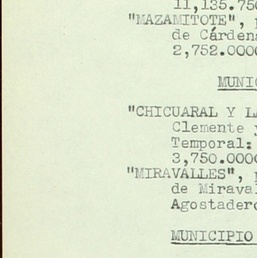 11,135.750
"MAZAMITOTE", p
de Cárdena
2,752.0000
MUNIC
"CHICUARAL Y L
Clemente y
Temporal:
3,750.0000
"MIRAVALLES", p
de Miraval
Agostadero
MUNICIPIO